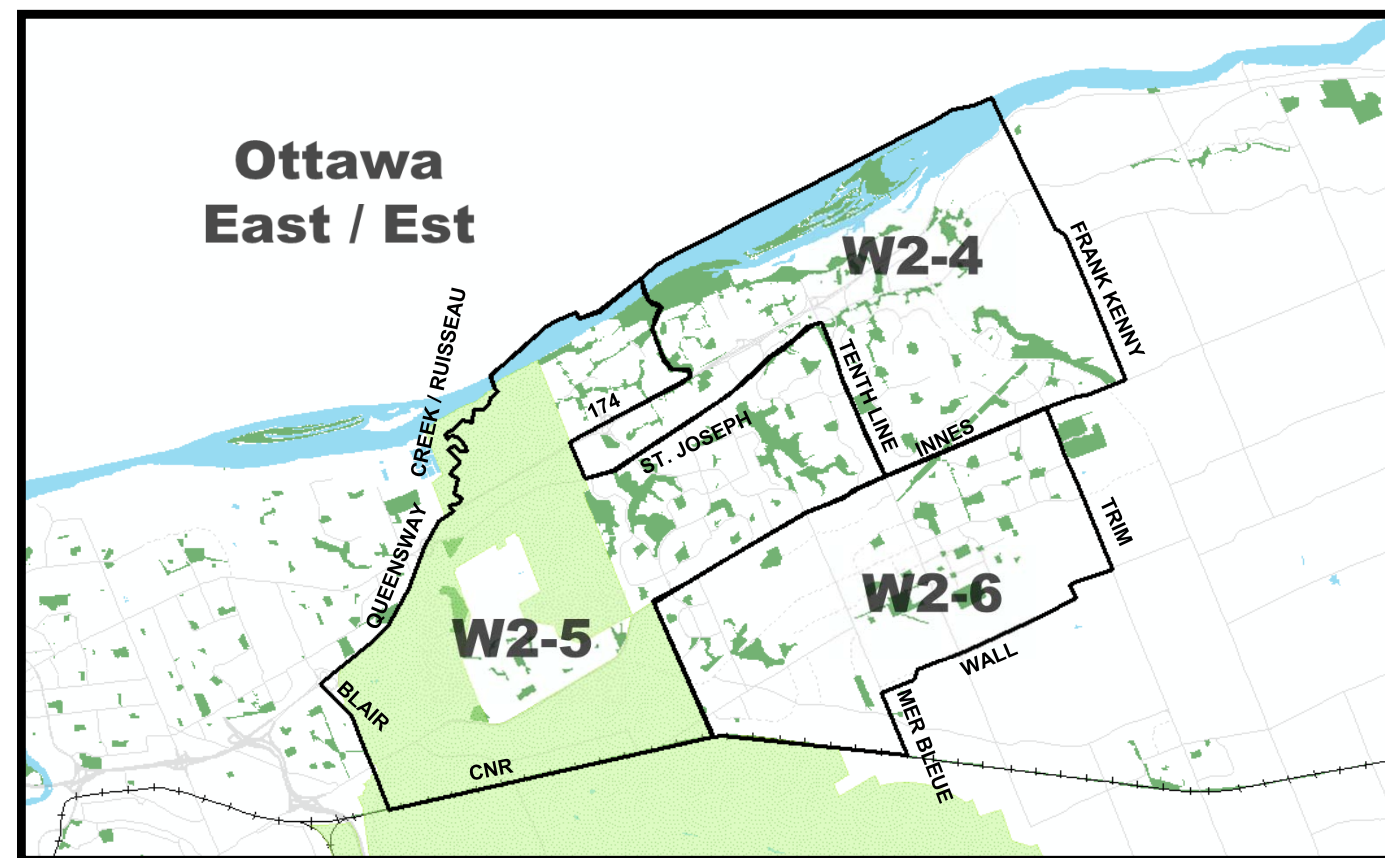 Ottawa
East / Est
W2-4
FRANK KENNY
CREEK / RUISSEAU
174
TENTH LINE
ST. JOSEPH
INNES
QUEENSWAY
TRIM
W2-6
W2-5
WALL
BLAIR
MER BLEUE
CNR